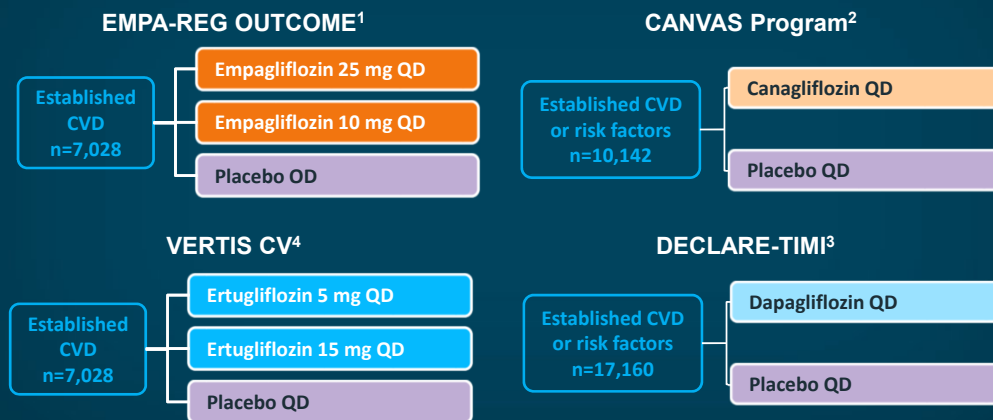 EMPA-REG OUTCOME¹
Established
CVD
n=7,028
Empagliflozin 25 mg QD
Empagliflozin 10 mg QD
Placebo OD
CANVAS Program²
Established CVD
or risk factors
n=10,142
Canagliflozin QD
Placebo QD
VERTIS CV⁴
Established
CVD
n=7,028
Ertugliflozin 5 mg QD
Ertugliflozin 15 mg QD
Placebo QD
DECLARE-TIMI³
Established CVD
or risk factors
n=17,160
Dapagliflozin QD
Placebo QD